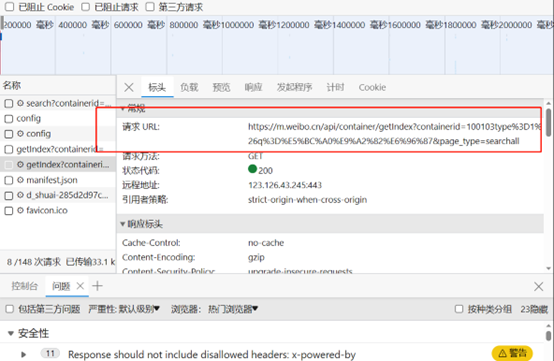 已阻止 Cookie 已阻止请求 第三方请求
200000 毫秒 400000 毫秒 600000 毫秒 800000 毫秒 1000000 毫秒 1200000 毫秒 1400000 毫秒 1600000 毫秒 1800000 毫秒 2000000 毫秒
名称
search?containerid=...
config
config
getIndex?containerid=...
getIndex?containeri...
manifest.json
d_shuai-285d2d97c...
favicon.ico
8 /148 次请求 已传输33.1 k
标头 负载 预览 响应 发起程序 计时 Cookie
常规
请求 URL: https://m.weibo.cn/api/container/getIndex?containerid=100103type%3D1%
26q%3D%E5%BC%A0%E9%A2%82%E6%96%87&page_type=searchall
请求方法: GET
状态代码: 200
远程地址: 123.126.43.245:443
引用者策略: strict-origin-when-cross-origin
响应标头
Cache-Control: no-cache
Content-Encoding: gzip
Content-Security-Policy: upgrade-insecure-requests
控制台 问题
包括第三方问题 严重性: 默认级别 浏览器: 热门浏览器 按种类分组 23隐藏
安全性
11 Response should not include disallowed headers: x-powered-by 警告